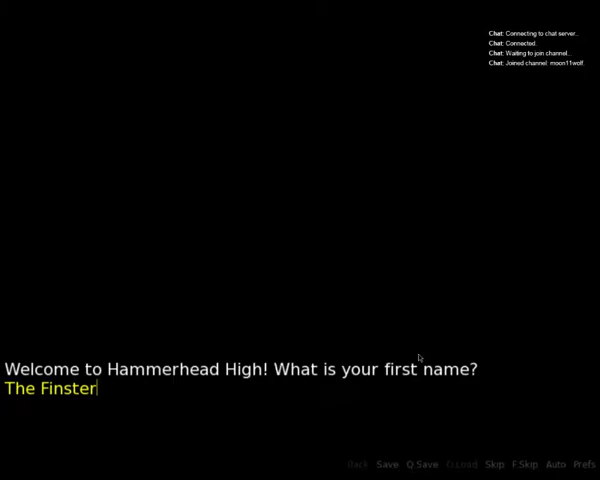 Chat: Connecting to chat server...
Chat: Connected.
Chat: Waiting to join channel...
Chat: Joined channel: moon11wolf.
Welcome to Hammerhead High! What is your first name?
The Finster
Back Save Q.Save Q.Load Skip F.Skip Auto Prefs